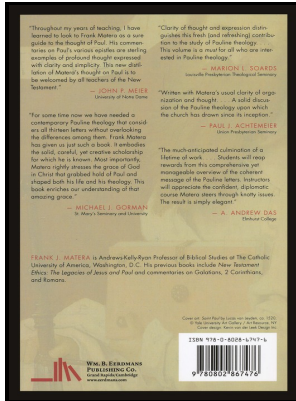 "Throughout my years of teaching, I have
learned to look to Frank Matera as a sure
guide to the thought of Paul. His commen-
taries on Paul's various epistles are sterling
examples of profound thought expressed
with clarity and simplicity. This new distil-
lation of Matera's thought on Paul is to
be welcomed by all teachers of the New
Testament."
— JOHN P. MEIER
University of Notre Dame
"For some time now we have needed a
contemporary Pauline theology that consid-
ers all thirteen letters without overlooking
the differences among them. Frank Matera
has given us just such a book. It embodies
the solid, careful, yet creative scholarship
for which he is known. Most importantly,
Matera rightly stresses the grace of God
in Christ that grabbed hold of Paul and
shaped both his life and his theology. This
book enriches our understanding of that
amazing grace."
— MICHAEL J. GORMAN
St. Mary's Seminary and University
"Clarity of thought and expression distin-
guishes this fresh (and refreshing) contribu-
tion to the study of Pauline theology. . . .
This volume is a must for all who are inter-
ested in Pauline theology."
— MARION L. SOARDS
Louisville Presbyterian Theological Seminary
"Written with Matera's usual clarity of orga-
nization and thought. . . . A solid discus-
sion of the Pauline theology upon which
the church has drawn since its inception."
— PAUL J. ACHTEMEIER
Union Presbyterian Seminary
"The much-anticipated culmination of a
lifetime of work. . . . Students will reap
rewards from this comprehensive yet
manageable overview of the coherent
message of the Pauline letters. Instructors
will appreciate the confident, diplomatic
course Matera steers through knotty issues.
The result is simply elegant."
— A. ANDREW DAS
Elmhurst College
FRANK J. MATERA is Andrews-Kelly-Ryan Professor of Biblical Studies at The Catholic
University of America, Washington, D.C. His previous books include New Testament
Ethics: The Legacies of Jesus and Paul and commentaries on Galatians, 2 Corinthians,
and Romans.
WM. B. EERDMANS
PUBLISHING CO.
Grand Rapids/Cambridge
www.eerdmans.com
ISBN 978-0-8028-6747-6
9 780802 867476